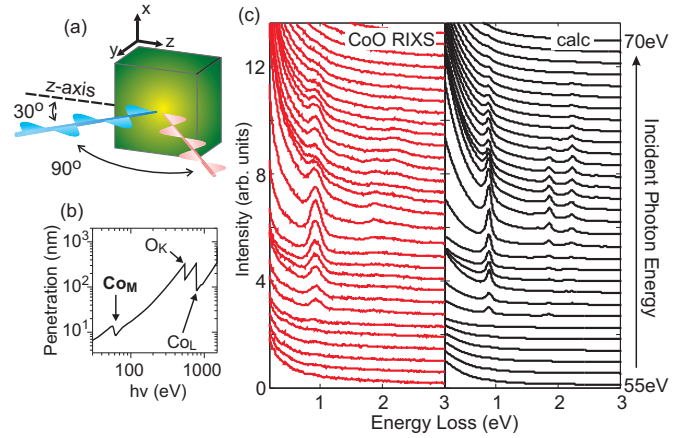 (a)
x
y
z
z-axis
30°
90°
(b)
Penetration (nm)
10³
10²
10¹
Co_M
O_K
Co_L
100
1000
hν (eV)
(c)
CoO RIXS
calc
Intensity (arb. units)
12
8
4
0
1
2
3
1
2
3
Energy Loss (eV)
70eV
Incident Photon Energy
55eV